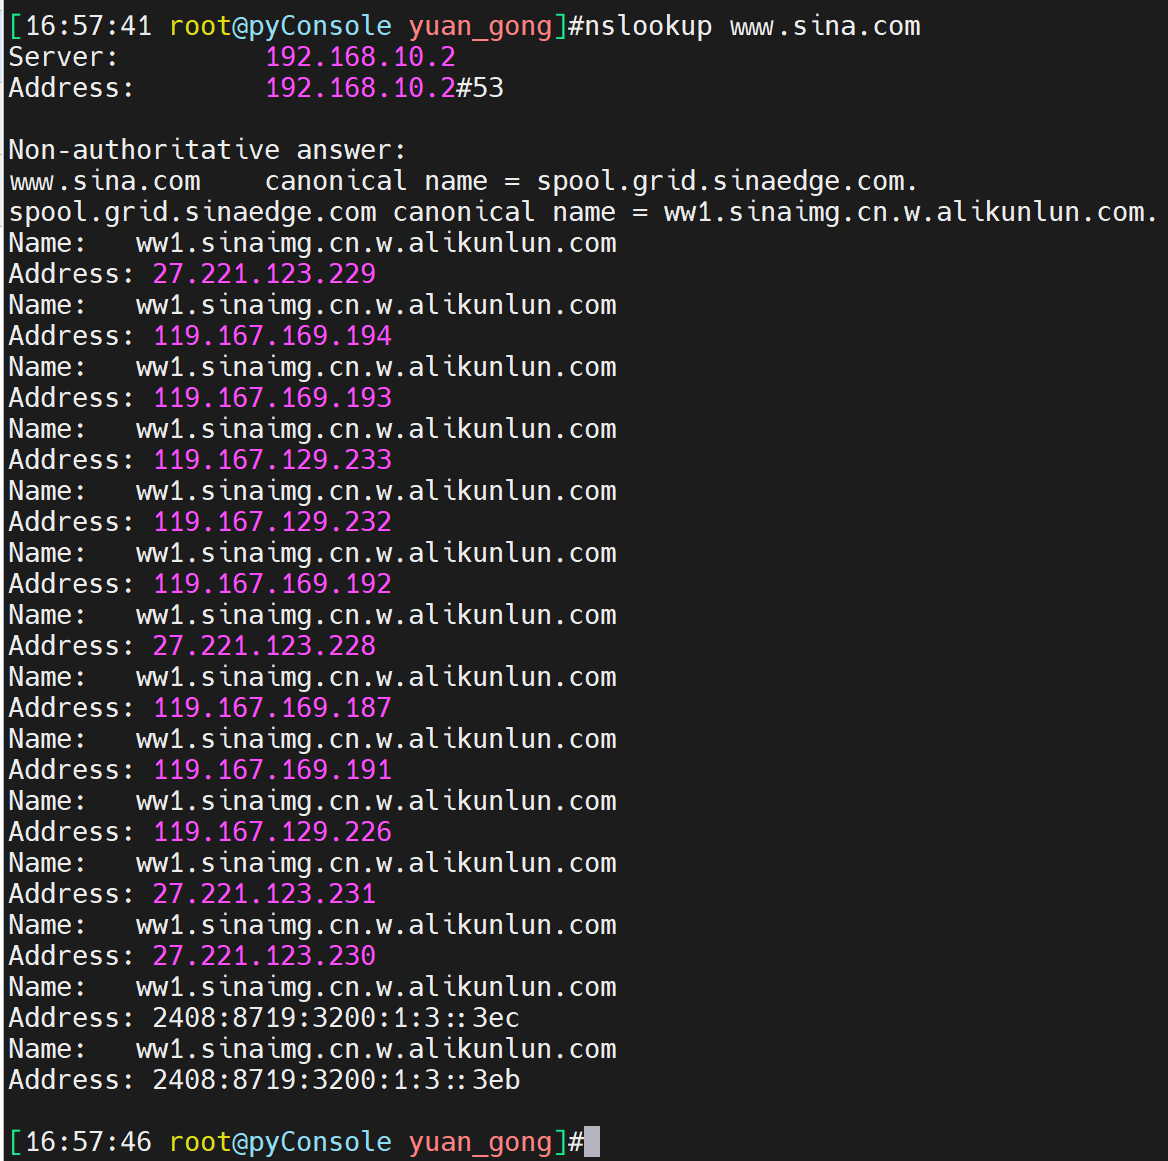 [16:57:41 root@pyConsole yuan_gong]#nslookup www.sina.com
Server:         192.168.10.2
Address:        192.168.10.2#53

Non-authoritative answer:
www.sina.com    canonical name = spool.grid.sinaedge.com.
spool.grid.sinaedge.com canonical name = ww1.sinaimg.cn.w.alikunlun.com.
Name:   ww1.sinaimg.cn.w.alikunlun.com
Address: 27.221.123.229
Name:   ww1.sinaimg.cn.w.alikunlun.com
Address: 119.167.169.194
Name:   ww1.sinaimg.cn.w.alikunlun.com
Address: 119.167.169.193
Name:   ww1.sinaimg.cn.w.alikunlun.com
Address: 119.167.129.233
Name:   ww1.sinaimg.cn.w.alikunlun.com
Address: 119.167.129.232
Name:   ww1.sinaimg.cn.w.alikunlun.com
Address: 119.167.169.192
Name:   ww1.sinaimg.cn.w.alikunlun.com
Address: 27.221.123.228
Name:   ww1.sinaimg.cn.w.alikunlun.com
Address: 119.167.169.187
Name:   ww1.sinaimg.cn.w.alikunlun.com
Address: 119.167.169.191
Name:   ww1.sinaimg.cn.w.alikunlun.com
Address: 119.167.129.226
Name:   ww1.sinaimg.cn.w.alikunlun.com
Address: 27.221.123.231
Name:   ww1.sinaimg.cn.w.alikunlun.com
Address: 27.221.123.230
Name:   ww1.sinaimg.cn.w.alikunlun.com
Address: 2408:8719:3200:1:3::3ec
Name:   ww1.sinaimg.cn.w.alikunlun.com
Address: 2408:8719:3200:1:3::3eb

[16:57:46 root@pyConsole yuan_gong]#